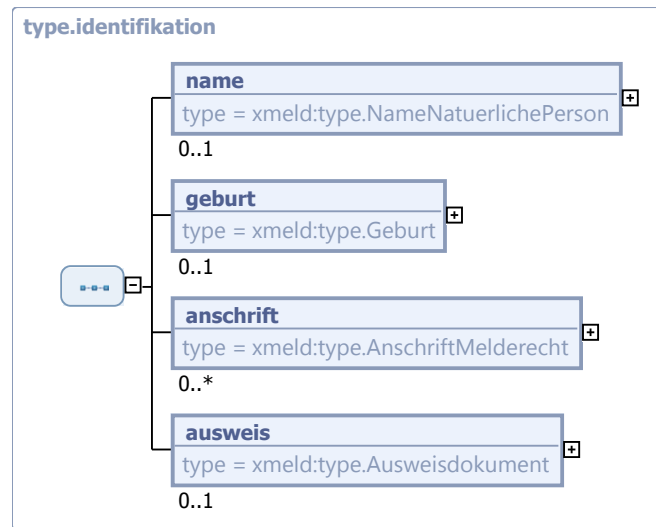 type.identifikation
name
type = xmeld:type.NameNatuerlichePerson
0..1
geburt
type = xmeld:type.Geburt
0..1
anschrift
type = xmeld:type.AnschriftMelderecht
0..*
ausweis
type = xmeld:type.Ausweisdokument
0..1